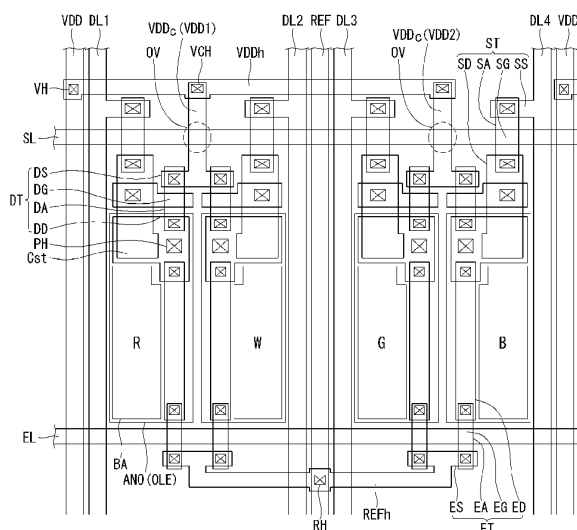 VDD DL1 VDDc(VDD1) DL2 REF DL3 VDDc(VDD2) DL4 VDD
OV VCH VDDh OV ST
SD SA SG SS
VH
SL
DS
DG
DT
DA
DD
PH
Cst
R W G B
EL
BA
ANO(OLE)
ES EA EG ED
REFh
RH ET